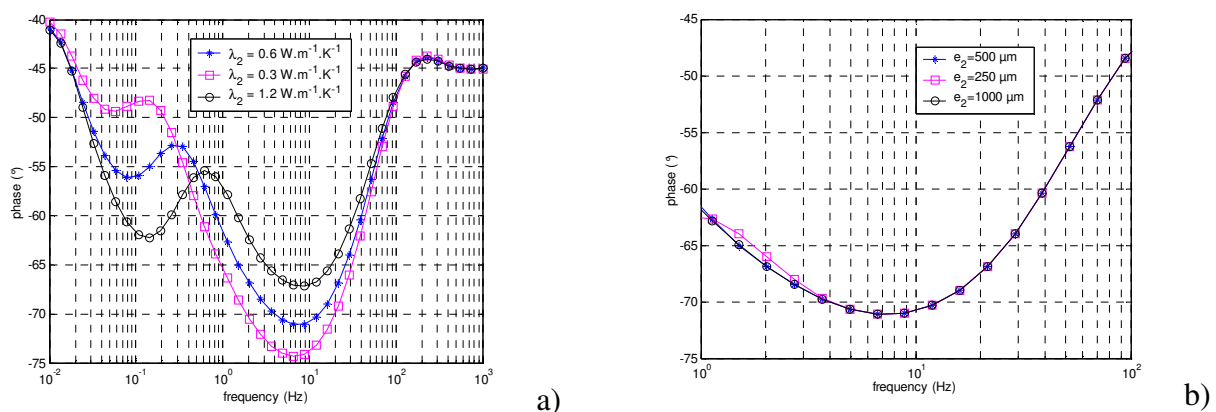 -40
-45
-50
-55
-60
-65
-70
-75
phase (°)
10⁻²
10⁻¹
10⁰
10¹
10²
10³
frequency (Hz)
λ₂ = 0.6 W.m⁻¹.K⁻¹
λ₂ = 0.3 W.m⁻¹.K⁻¹
λ₂ = 1.2 W.m⁻¹.K⁻¹
a)
-45
-50
-55
-60
-65
-70
-75
phase (°)
10⁰
10¹
10²
frequency (Hz)
e₂=500 µm
e₂=250 µm
e₂=1000 µm
b)